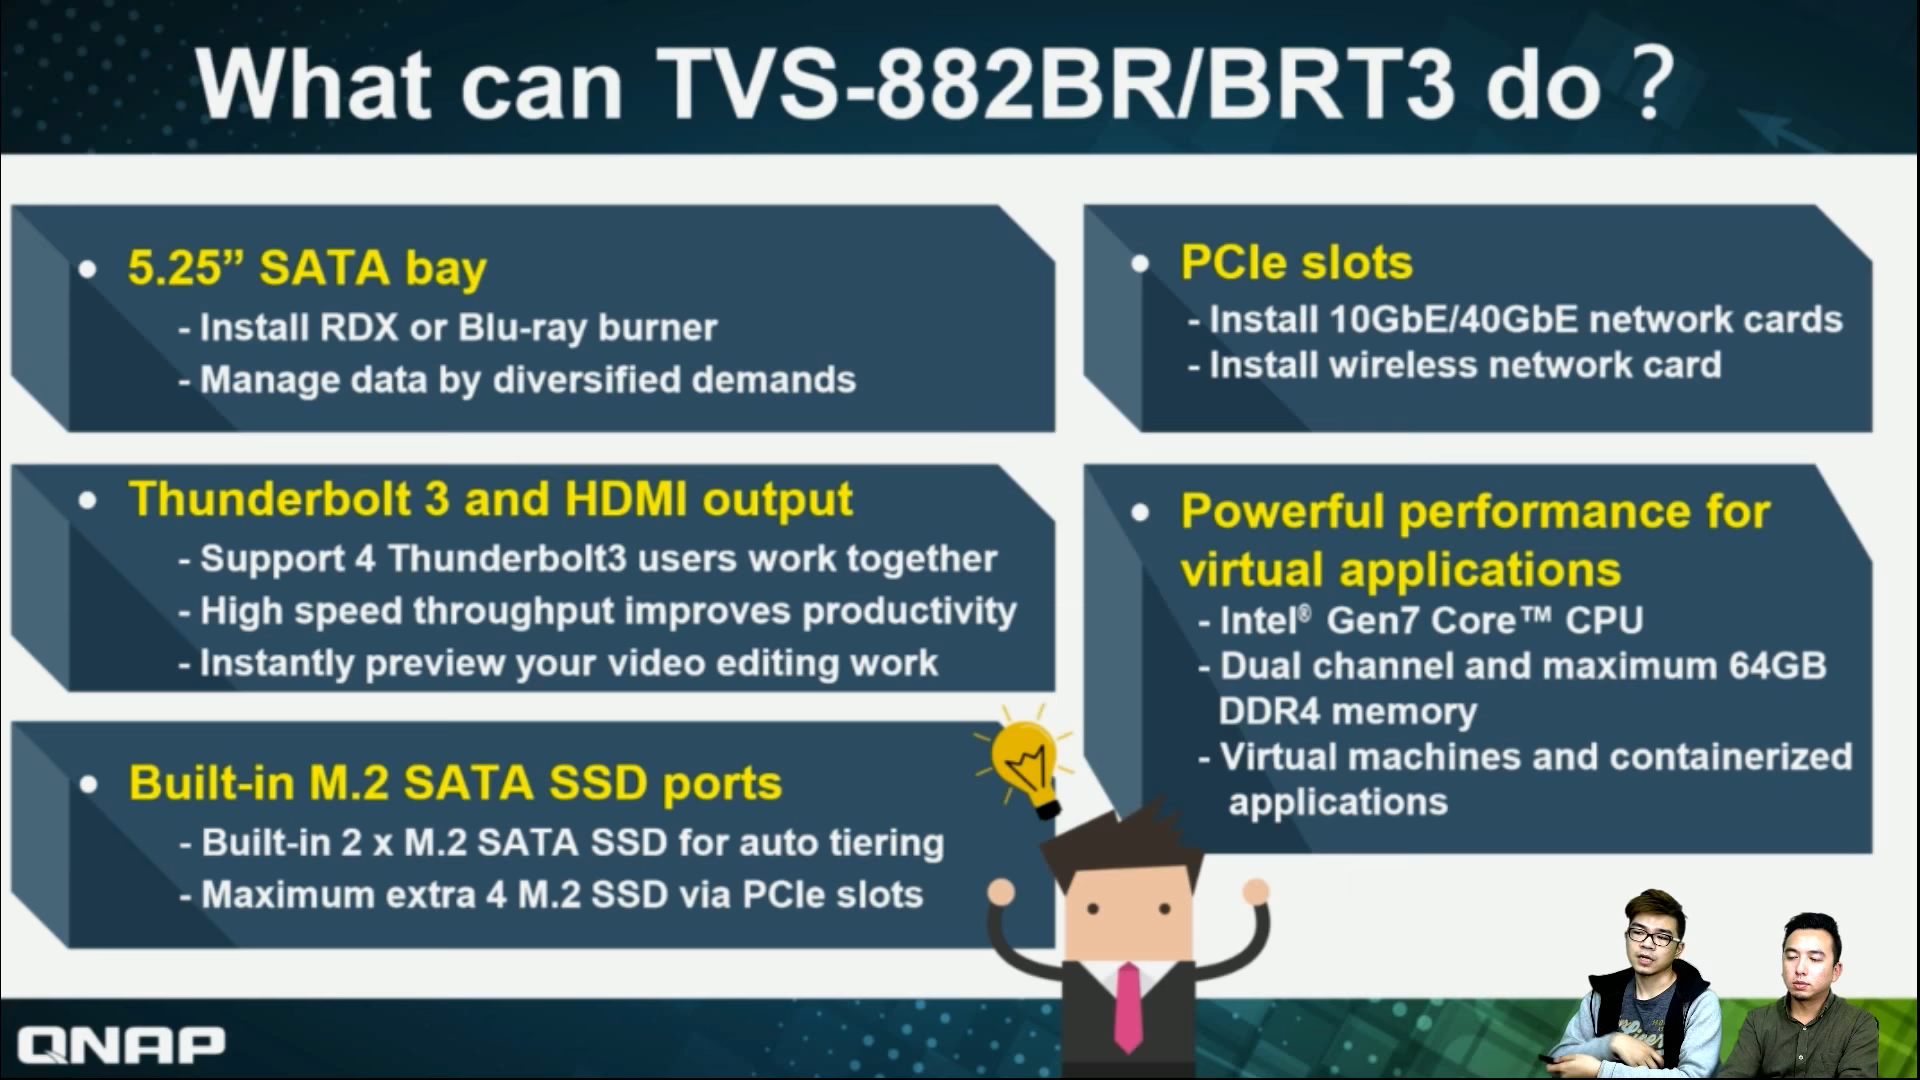 What can TVS-882BR/BRT3 do？
• 5.25” SATA bay
- Install RDX or Blu-ray burner
- Manage data by diversified demands
• Thunderbolt 3 and HDMI output
- Support 4 Thunderbolt3 users work together
- High speed throughput improves productivity
- Instantly preview your video editing work
• Built-in M.2 SATA SSD ports
- Built-in 2 x M.2 SATA SSD for auto tiering
- Maximum extra 4 M.2 SSD via PCIe slots
• PCIe slots
- Install 10GbE/40GbE network cards
- Install wireless network card
• Powerful performance for
virtual applications
- Intel® Gen7 Core™ CPU
- Dual channel and maximum 64GB
DDR4 memory
- Virtual machines and containerized
applications
QNAP